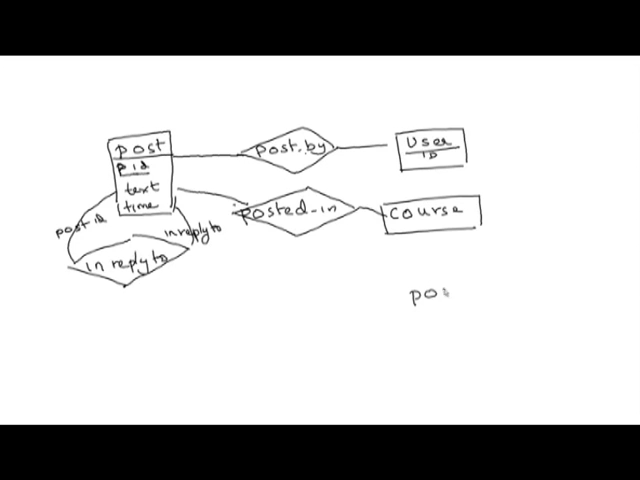 post
pid
text
time
post.by
User
ID
Posted-in
Course
post id
in reply to
in reply to
po